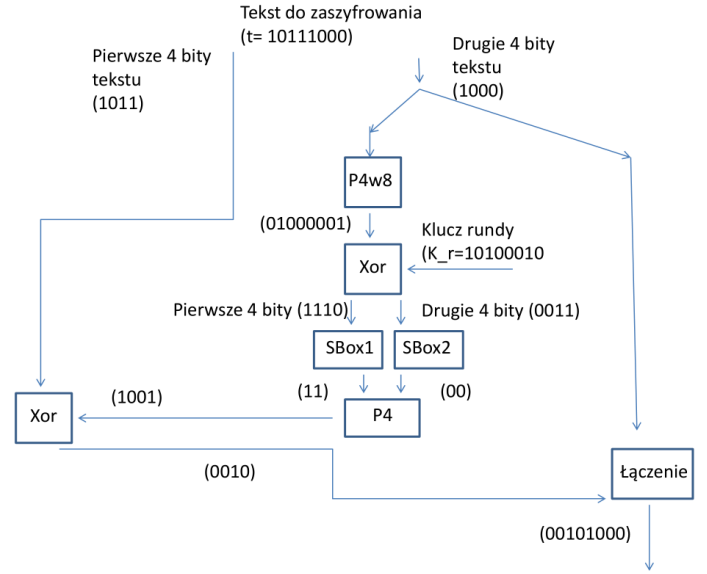 Tekst do zaszyfrowania
(t= 10111000)
Pierwsze 4 bity
tekstu
(1011)
Drugie 4 bity
tekstu
(1000)
P4w8
(01000001)
Klucz rundy
(K_r=10100010
Xor
Pierwsze 4 bity (1110)
Drugie 4 bity (0011)
SBox1
SBox2
(11)
(00)
(1001)
P4
Xor
(0010)
Łączenie
(00101000)